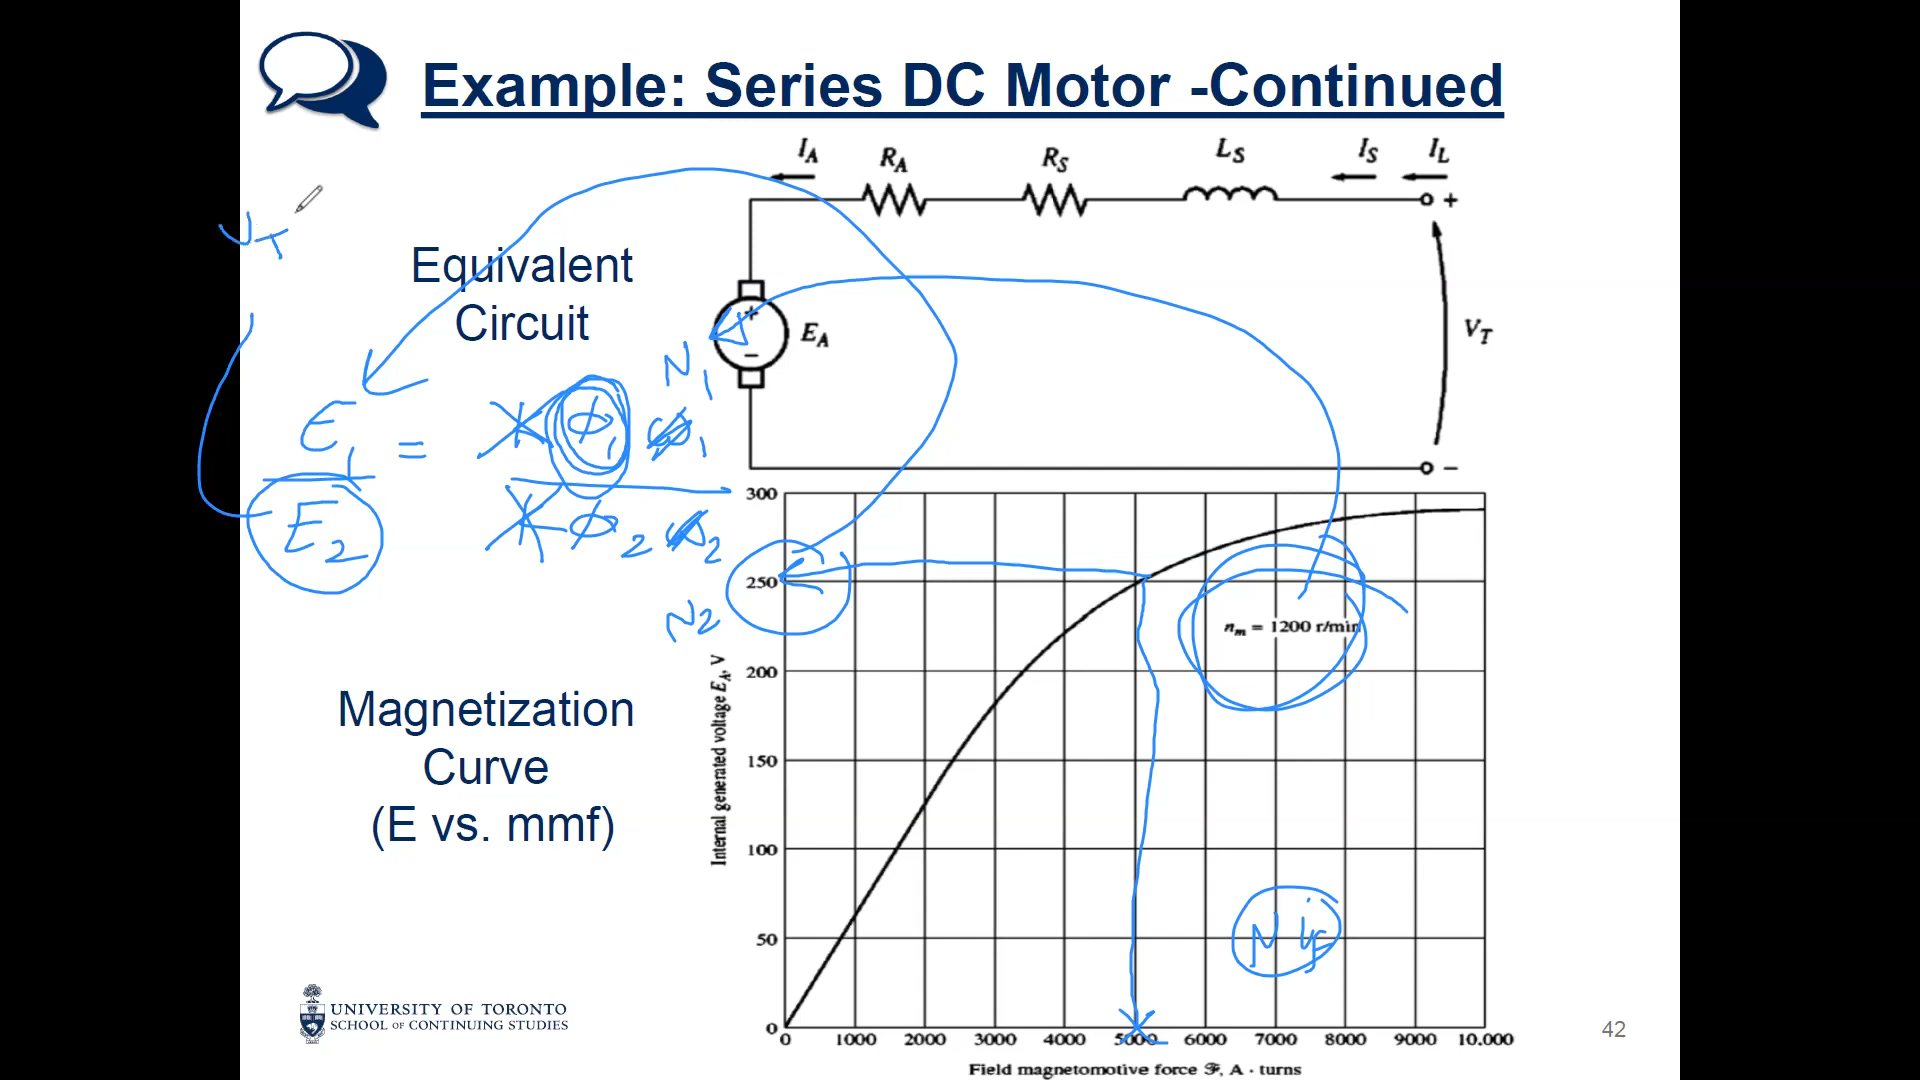 Example: Series DC Motor -Continued
I_A R_A R_S L_S I_S I_L
+
V_T
Equivalent
Circuit
+
E_A
−
V_T
N_1
E_1 = K ϕ_1 ω_1
E_2 K ϕ_2 ω_2
N_2
E_1
−
300
250
200
150
100
50
0
n_m = 1200 r/min
Internal generated voltage E_A, V
Magnetization
Curve
(E vs. mmf)
N i_F
UNIVERSITY OF TORONTO
SCHOOL OF CONTINUING STUDIES
0 1000 2000 3000 4000 5000 6000 7000 8000 9000 10.000
Field magnetomotive force ℱ, A · turns
42